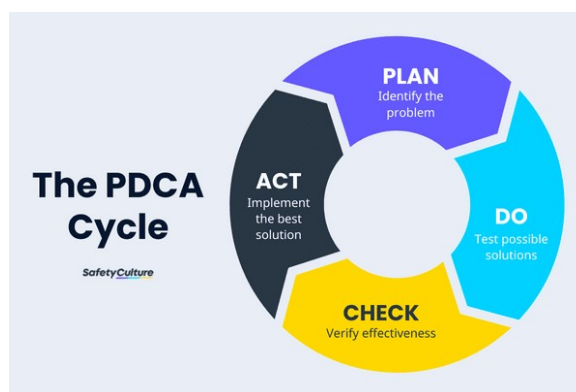 The PDCA
Cycle
SafetyCulture
PLAN
Identify the
problem
DO
Test possible
solutions
CHECK
Verify effectiveness
ACT
Implement
the best
solution